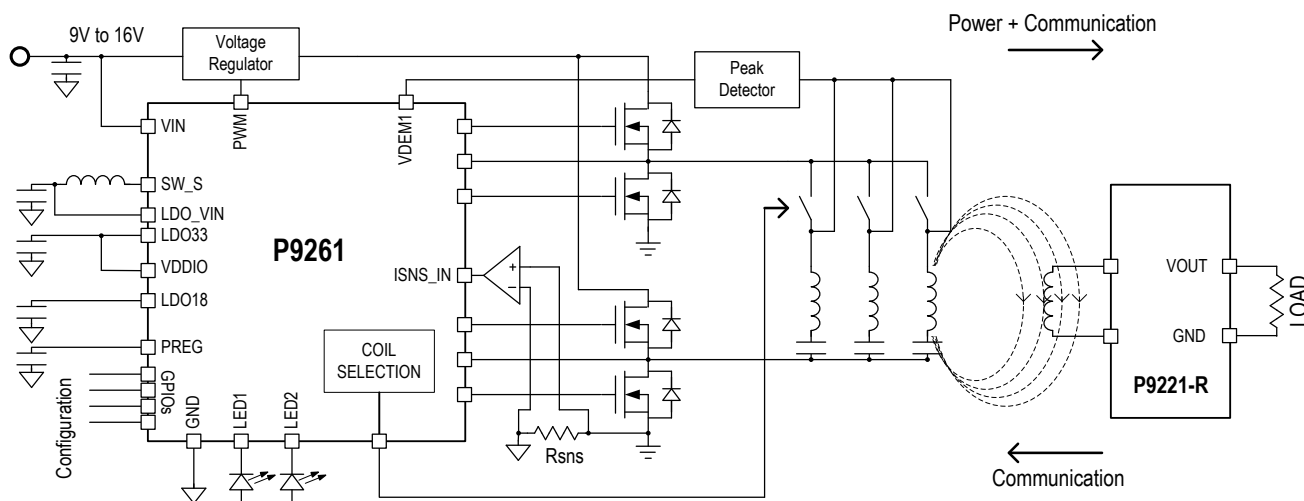 Power + Communication
9V to 16V
Voltage
Regulator
Peak
Detector
PWM
VDEM1
VIN
SW_S
LDO_VIN
LDO33
VDDIO
LDO18
PREG
GPIOs
Configuration
P9261
ISNS_IN
+
–
COIL
SELECTION
GND
LED1
LED2
Rsns
VOUT
GND
P9221-R
LOAD
Communication